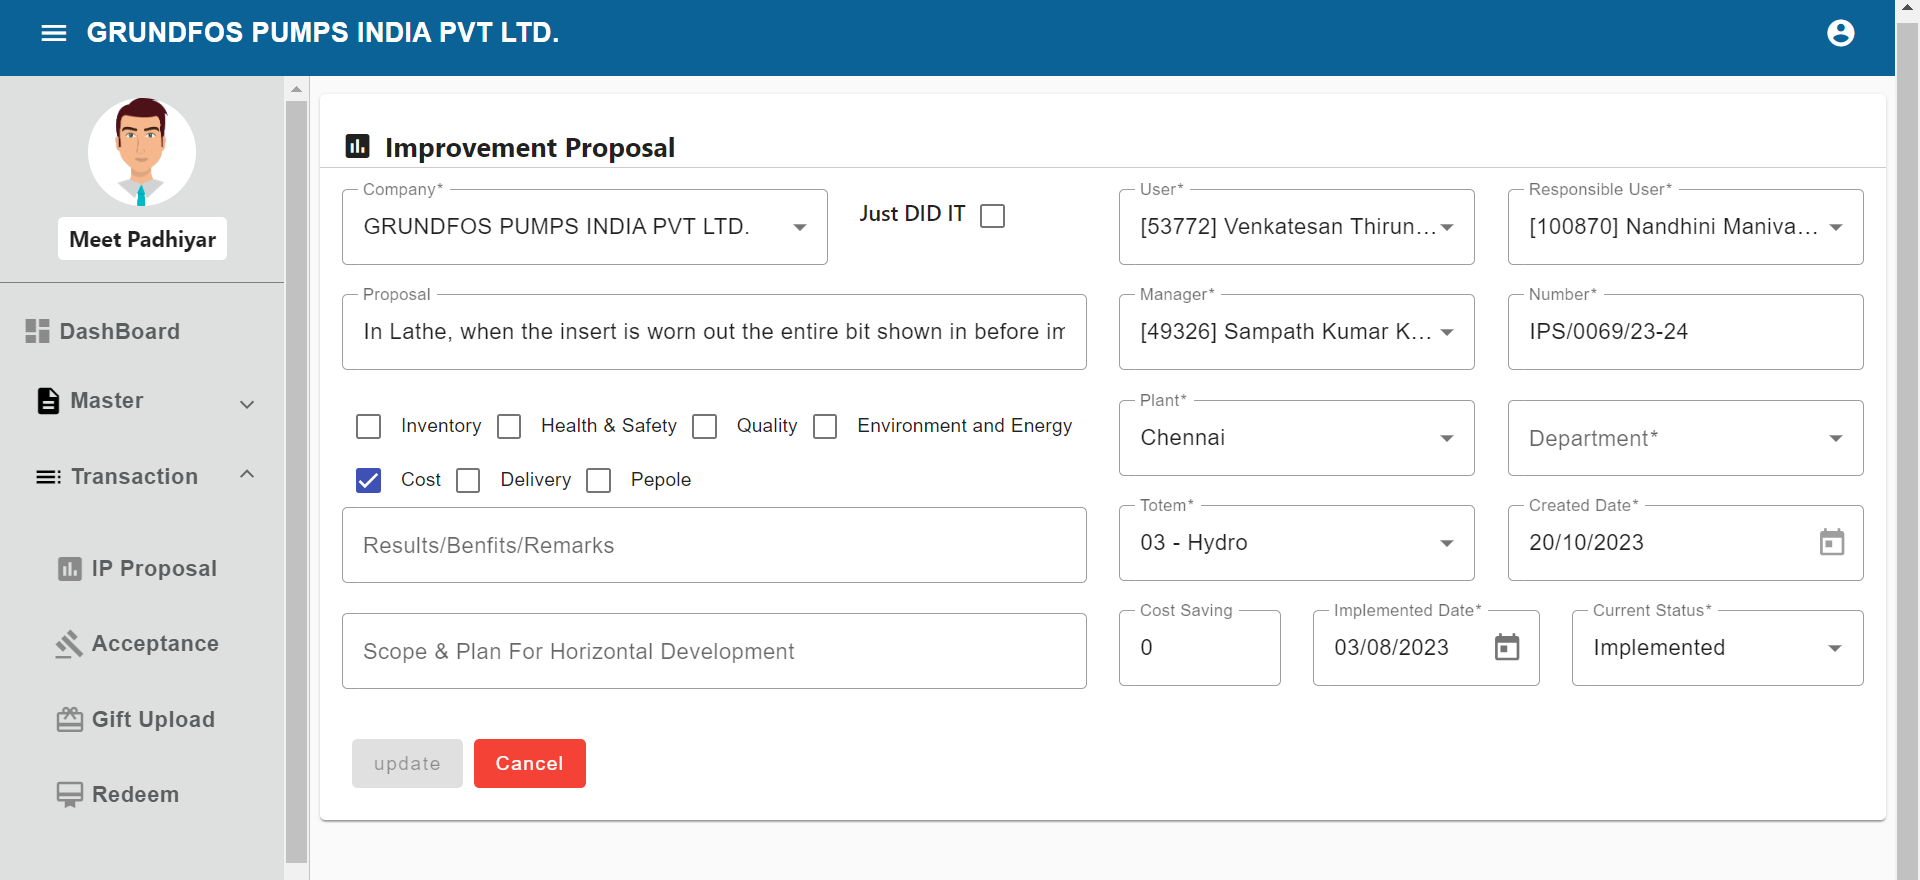 GRUNDFOS PUMPS INDIA PVT LTD.
Meet Padhiyar
DashBoard
Master
Transaction
IP Proposal
Acceptance
Gift Upload
Redeem
Improvement Proposal
Company*
GRUNDFOS PUMPS INDIA PVT LTD.
Just DID IT
User*
[53772] Venkatesan Thirun...
Responsible User*
[100870] Nandhini Maniva...
Proposal
In Lathe, when the insert is worn out the entire bit shown in before im
Manager*
[49326] Sampath Kumar K...
Number*
IPS/0069/23-24
Inventory Health & Safety Quality Environment and Energy
Cost Delivery Pepole
Plant*
Chennai
Department*
Results/Benfits/Remarks
Totem*
03 - Hydro
Created Date*
20/10/2023
Scope & Plan For Horizontal Development
Cost Saving
0
Implemented Date*
03/08/2023
Current Status*
Implemented
update
Cancel